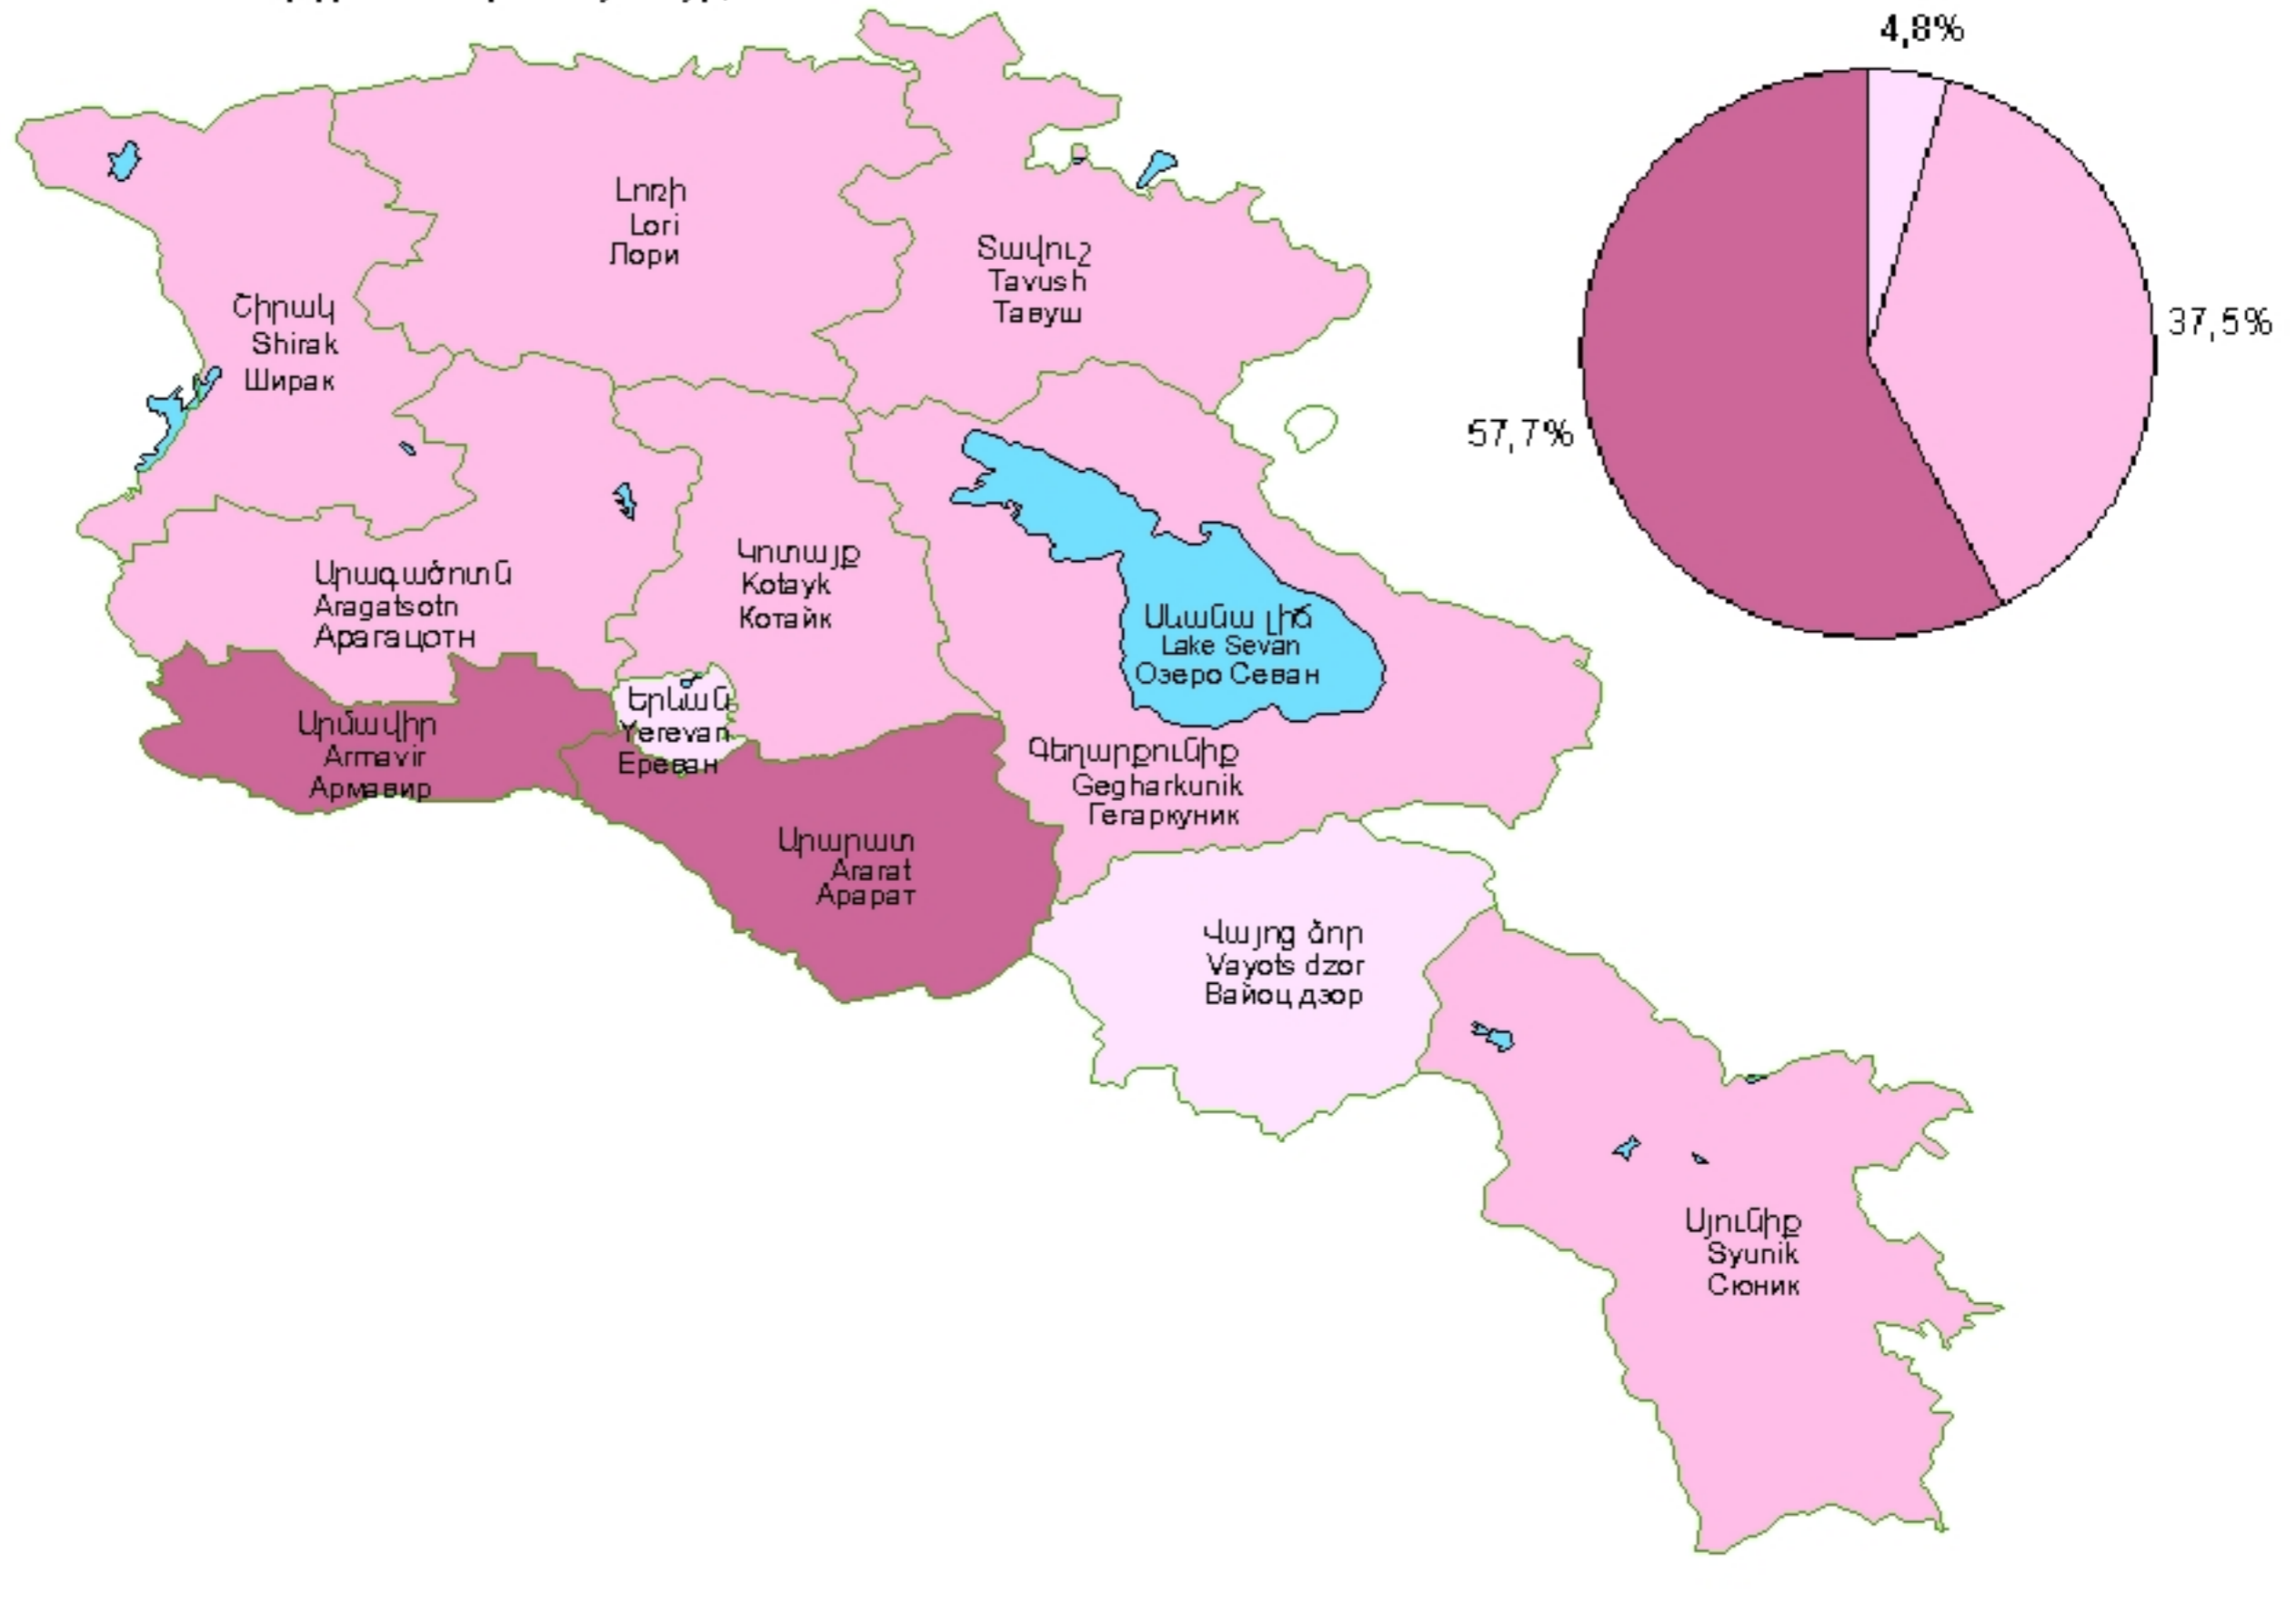 4,8%
37,5%
57,7%
Լոռի
Lori
Лори
Տավուշ
Tavush
Тавуш
Շիրակ
Shirak
Ширак
Կոտայք
Kotayk
Котайк
Արագածոտն
Aragatsotn
Арагацотн
Սևանա լիճ
Lake Sevan
Озеро Севан
Երևան
Yerevan
Ереван
Արմավիր
Armavir
Армавир
Գեղարքունիք
Gegharkunik
Гегаркуник
Արարատ
Ararat
Арарат
Վայոց ձոր
Vayots dzor
Вайоц дзор
Սյունիք
Syunik
Сюник